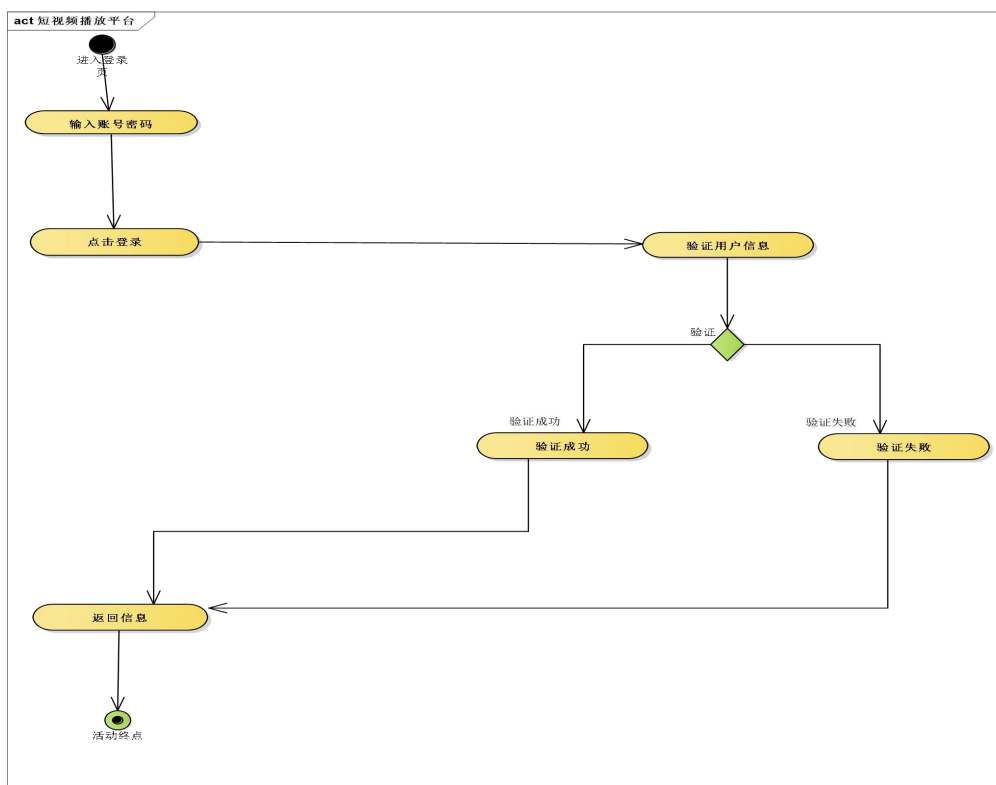 act 短视频播放平台
进入登录
页
输入账号密码
点击登录
验证用户信息
验证
验证成功
验证失败
验证成功
验证失败
返回信息
活动终点